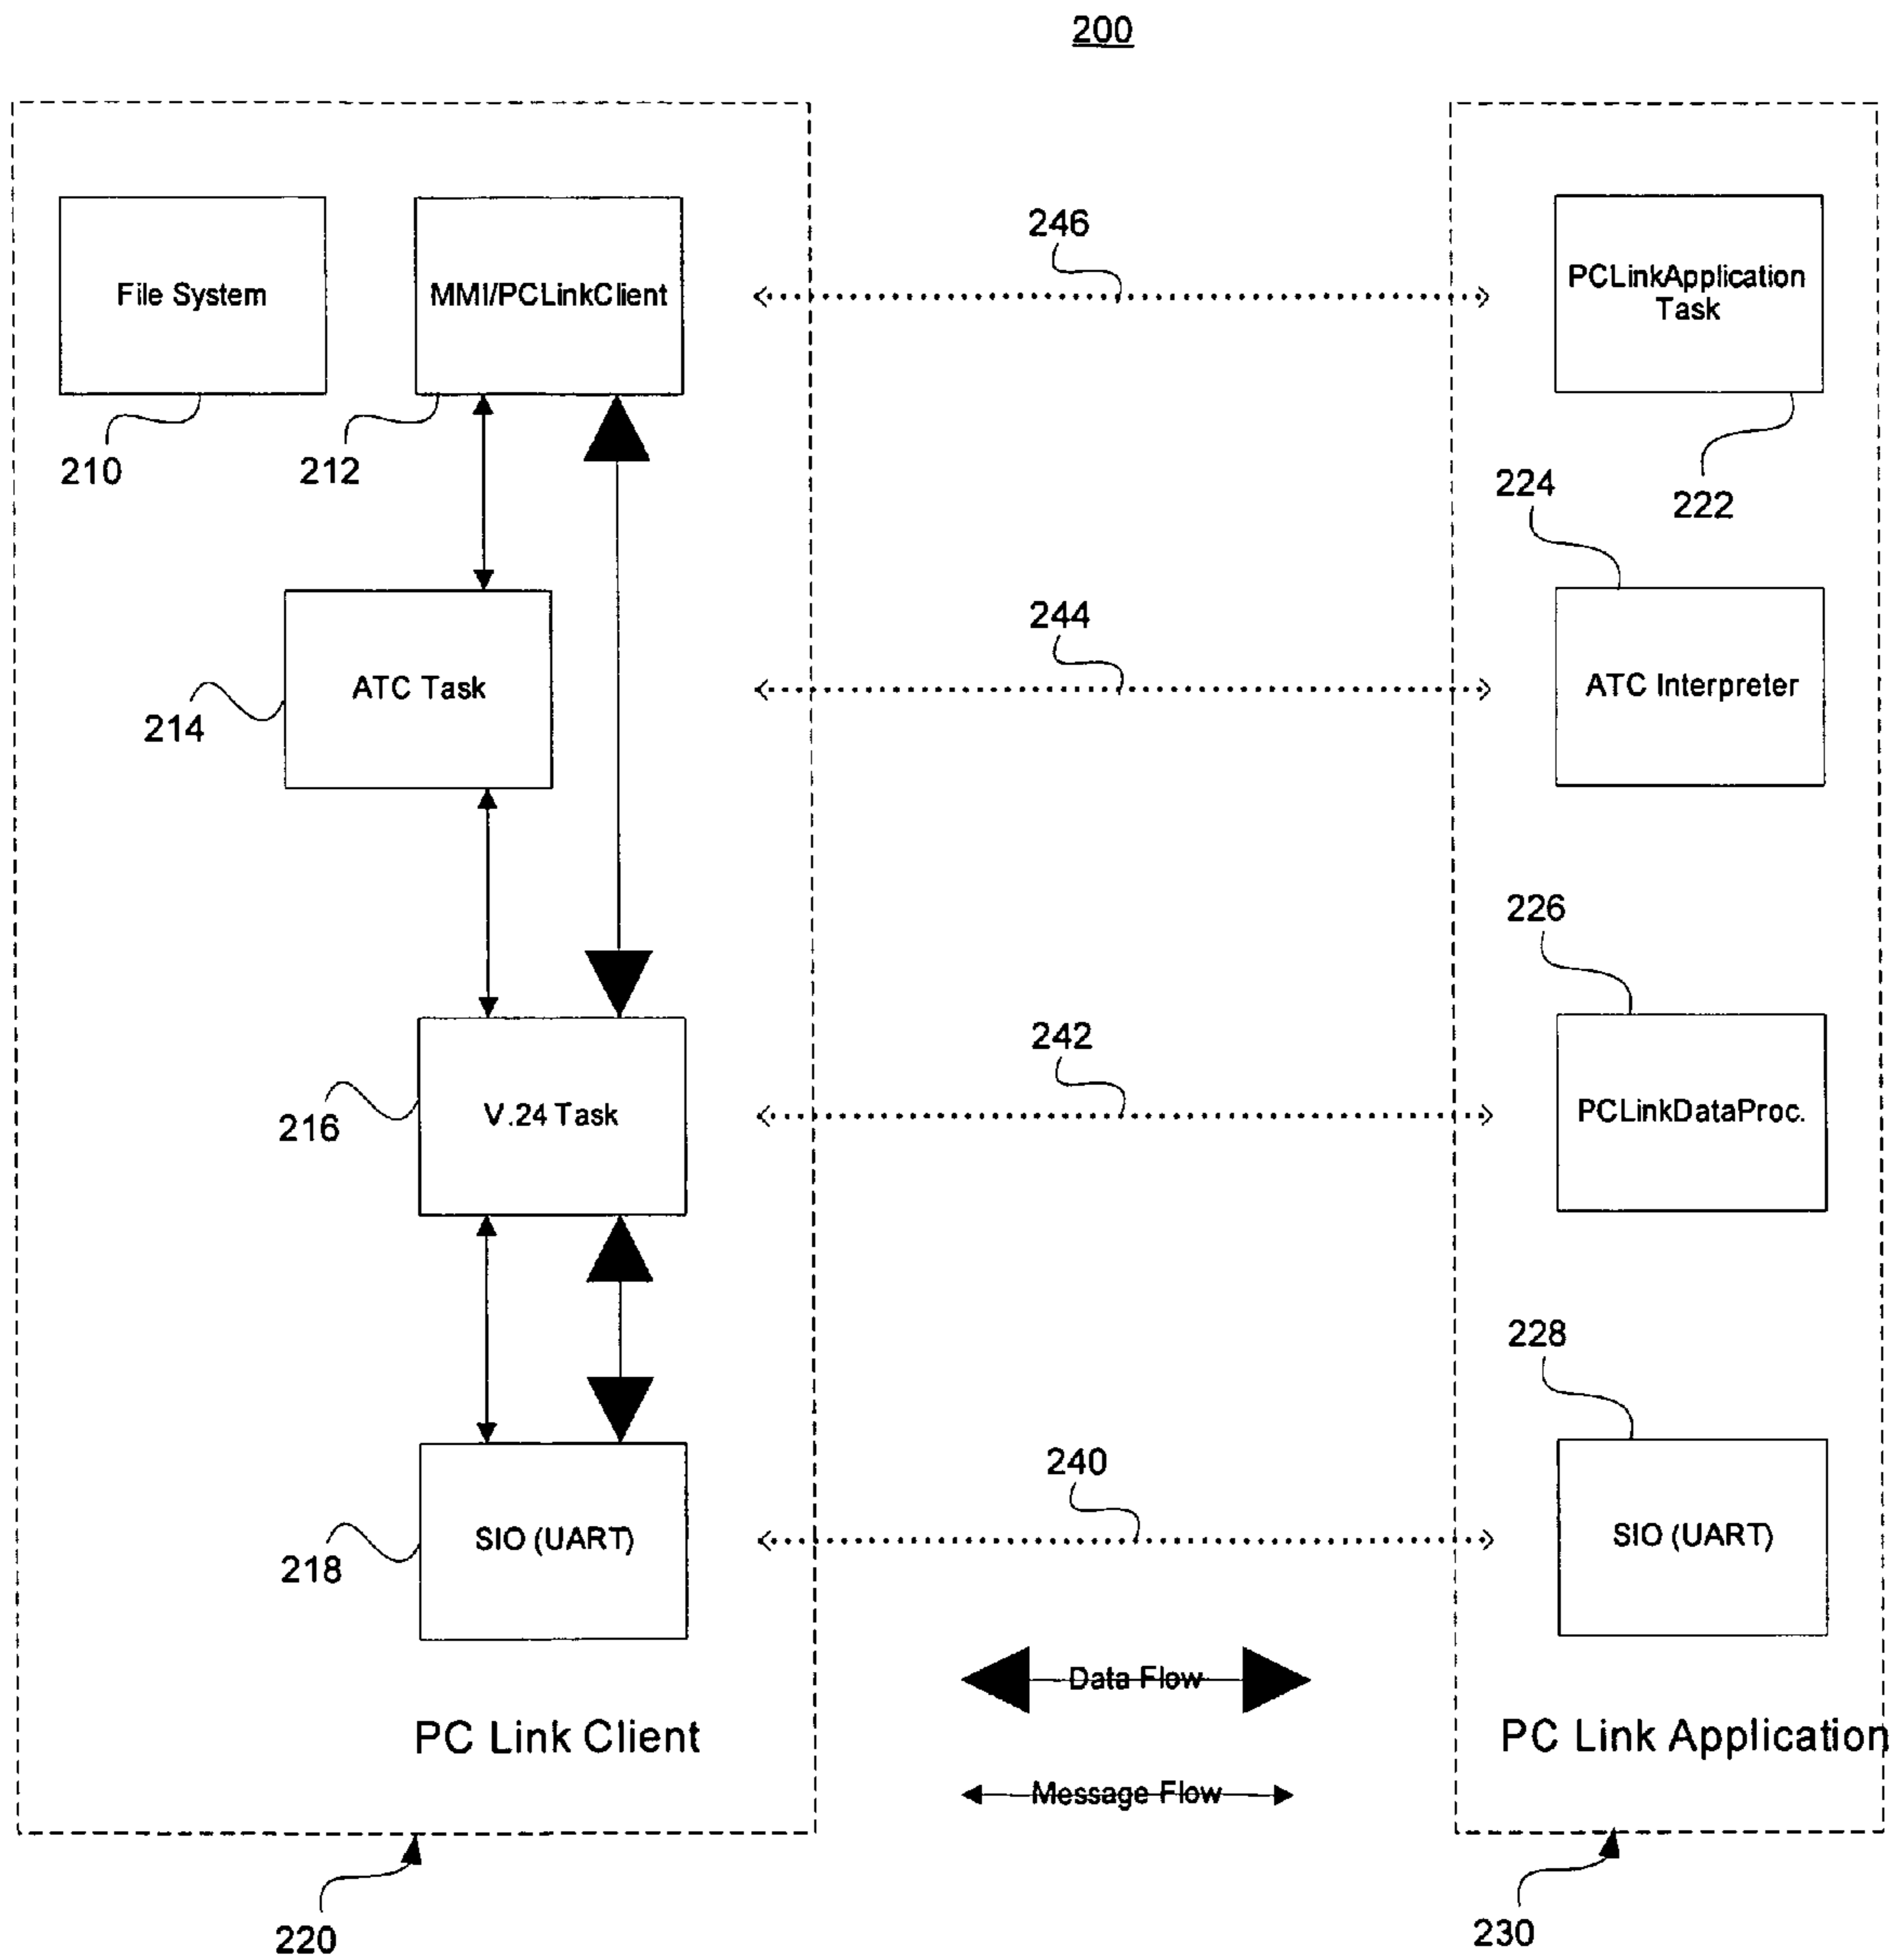 200
File System
MMI/PCLinkClient
246
PCLinkApplication
Task
210
212
224
222
ATC Task
214
244
ATC Interpreter
226
V.24 Task
216
242
PCLinkDataProc.
228
SIO (UART)
218
240
SIO (UART)
Data Flow
PC Link Client
PC Link Application
Message Flow
220
230